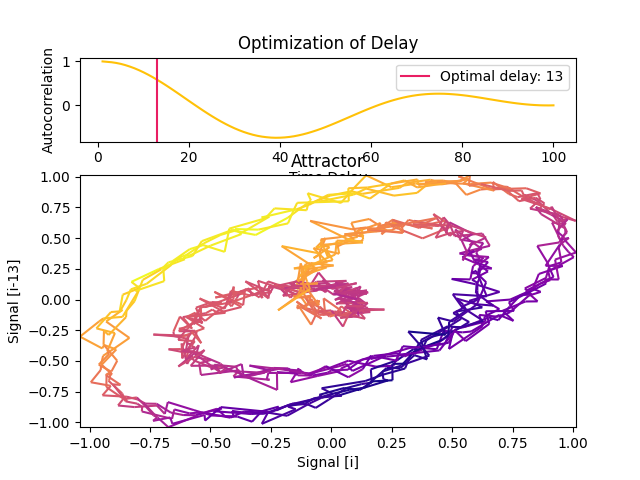 Optimization of Delay
Autocorrelation
1
0
Optimal delay: 13
0 20 40 60 80 100
Time Delay
Attractor
Signal [i-13]
1.00
0.75
0.50
0.25
0.00
−0.25
−0.50
−0.75
−1.00
−1.00 −0.75 −0.50 −0.25 0.00 0.25 0.50 0.75 1.00
Signal [i]